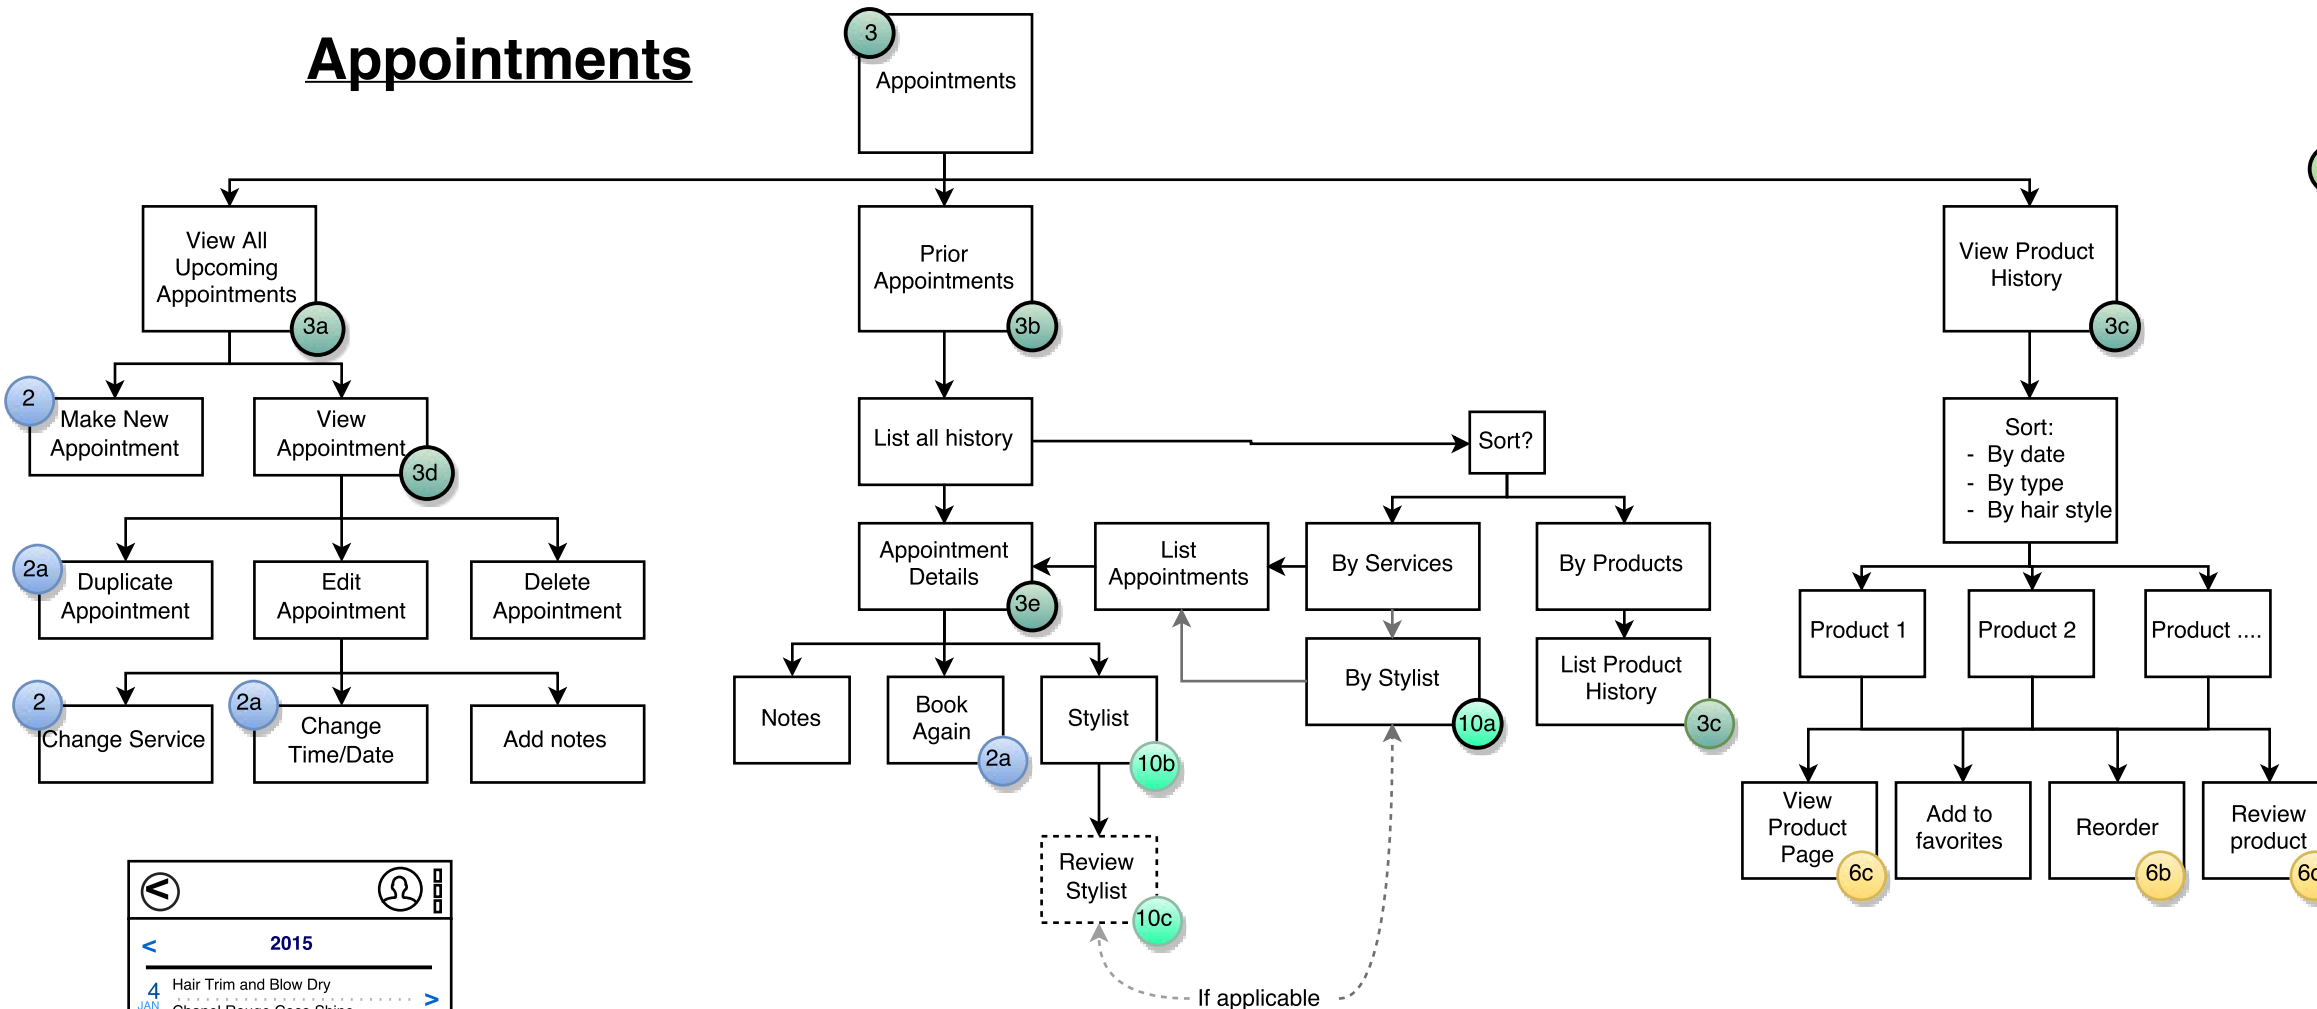 Appointments
3
Appointments
View All
Upcoming
Appointments
3a
Prior
Appointments
3b
View Product
History
3c
2
Make New
Appointment
View
Appointment
3d
List all history
Sort?
Sort:
- By date
- By type
- By hair style
2a
Duplicate
Appointment
Edit
Appointment
Delete
Appointment
Appointment
Details
3e
List
Appointments
By Services
By Products
Product 1
Product 2
Product ....
2
Change Service
2a
Change
Time/Date
Add notes
Notes
Book
Again
2a
Stylist
10b
By Stylist
10a
List Product
History
3c
View
Product
Page
6c
Add to
favorites
Reorder
6b
Review
product
Review
Stylist
10c
If applicable
<
2015
4
JAN
Hair Trim and Blow Dry
>